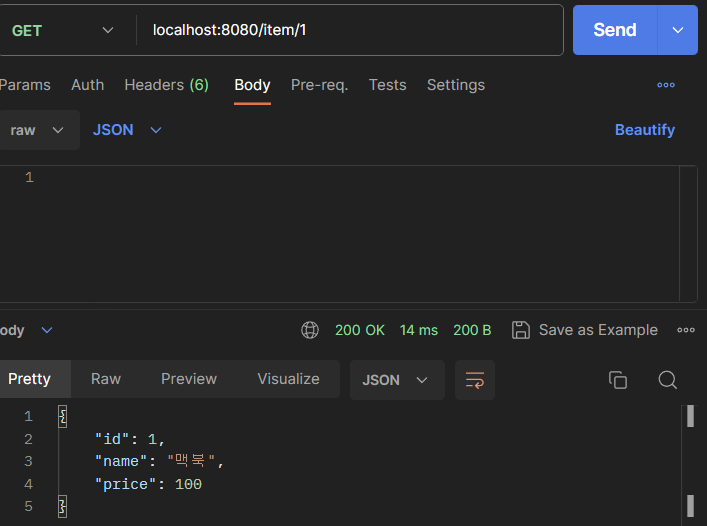 GET localhost:8080/item/1 Send
Params Auth Headers (6) Body Pre-req. Tests Settings
raw JSON Beautify
1
ody 200 OK 14 ms 200 B Save as Example
Pretty Raw Preview Visualize JSON
1 {
2 "id": 1,
3 "name": "맥북",
4 "price": 100
5 }